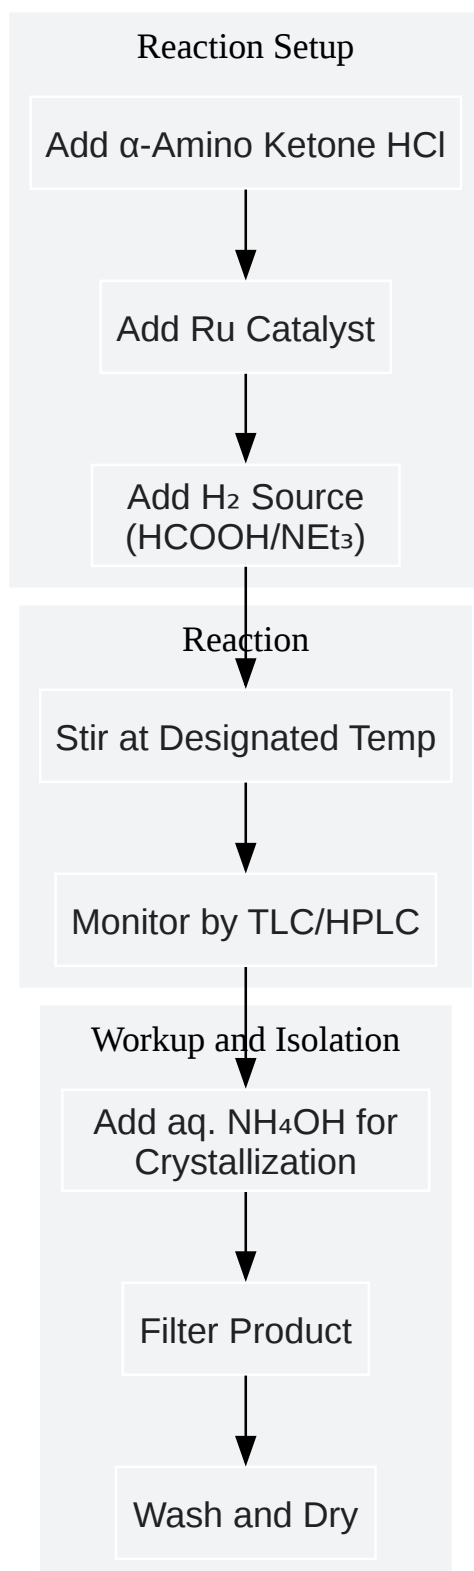 Reaction Setup
Add α-Amino Ketone HCl
Add Ru Catalyst
Add H₂ Source
(HCOOH/NEt₃)
Reaction
Stir at Designated Temp
Monitor by TLC/HPLC
Workup and Isolation
Add aq. NH₄OH for
Crystallization
Filter Product
Wash and Dry